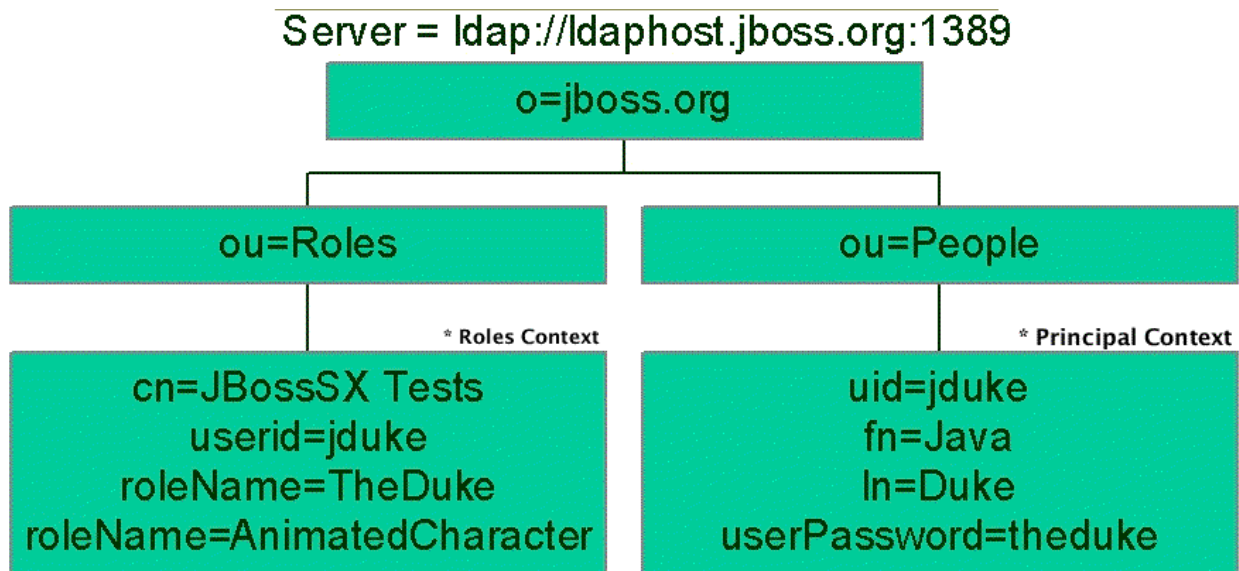 Server = ldap://ldaphost.jboss.org:1389
o=jboss.org
ou=Roles
ou=People
* Roles Context
* Principal Context
cn=JBossSX Tests
userid=jduke
roleName=TheDuke
roleName=AnimatedCharacter
uid=jduke
fn=Java
ln=Duke
userPassword=theduke